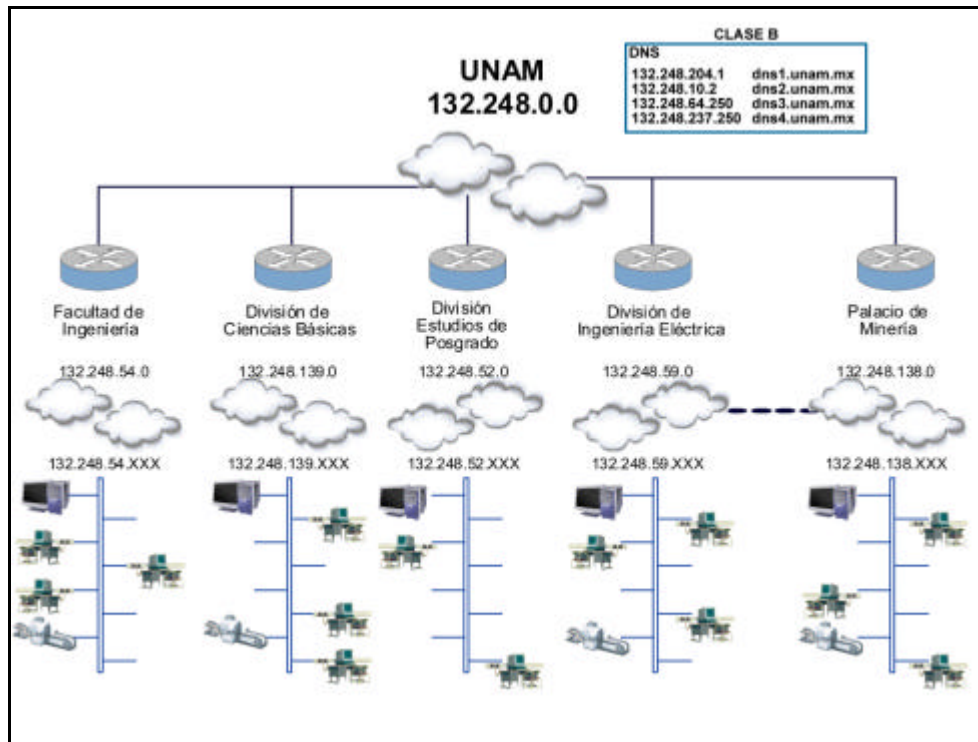 CLASE B
DNS
132.248.204.1 dns1.unam.mx
132.248.10.2 dns2.unam.mx
132.248.64.250 dns3.unam.mx
132.248.237.250 dns4.unam.mx
UNAM
132.248.0.0
Facultad de
Ingeniería
División de
Ciencias Básicas
División
Estudios de
Posgrado
División de
Ingeniería Eléctrica
Palacio de
Minería
132.248.54.0
132.248.139.0
132.248.52.0
132.248.59.0
132.248.138.0
132.248.54.XXX
132.248.139.XXX
132.248.52.XXX
132.248.59.XXX
132.248.138.XXX